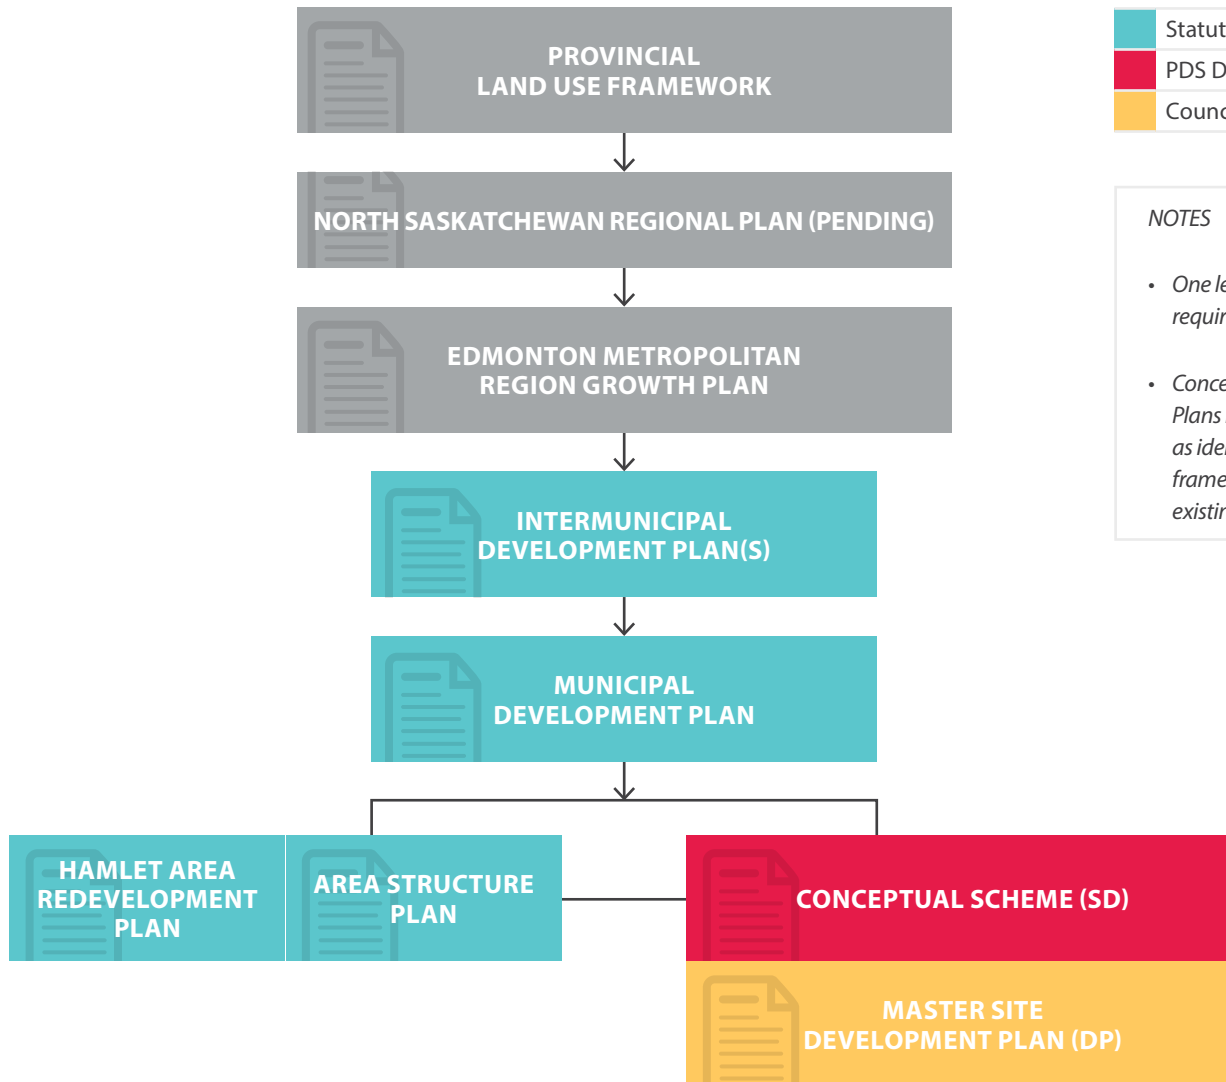 PROVINCIAL
LAND USE FRAMEWORK
NORTH SASKATCHEWAN REGIONAL PLAN (PENDING)
EDMONTON METROPOLITAN
REGION GROWTH PLAN
INTERMUNICIPAL
DEVELOPMENT PLAN(S)
MUNICIPAL
DEVELOPMENT PLAN
HAMLET AREA
REDEVELOPMENT
PLAN
AREA STRUCTURE
PLAN
CONCEPTUAL SCHEME (SD)
MASTER SITE
DEVELOPMENT PLAN (DP)
PDS
NOTES
• One
• 
Plans
as